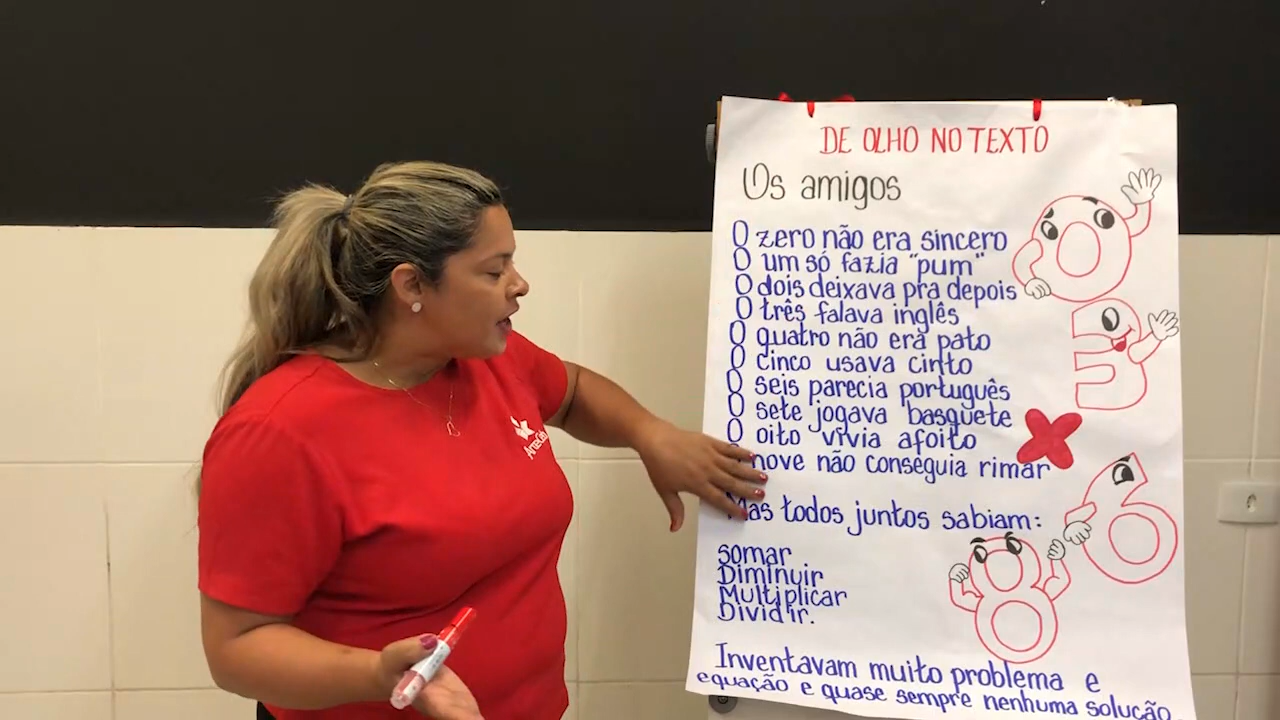 DE OLHO NO TEXTO
Os amigos
O zero não era sincero
O um só fazia "pum"
O dois deixava pra depois
O três falava inglês
O quatro não era pato
O cinco usava cinto
O seis parecia português
O sete jogava basquete
O oito vivia afoito
nove não conseguia rimar
Mas todos juntos sabiam:
somar
Diminuir
Multiplicar
Dividir.
Inventavam muito problema e
equação e quase sempre nenhuma solução